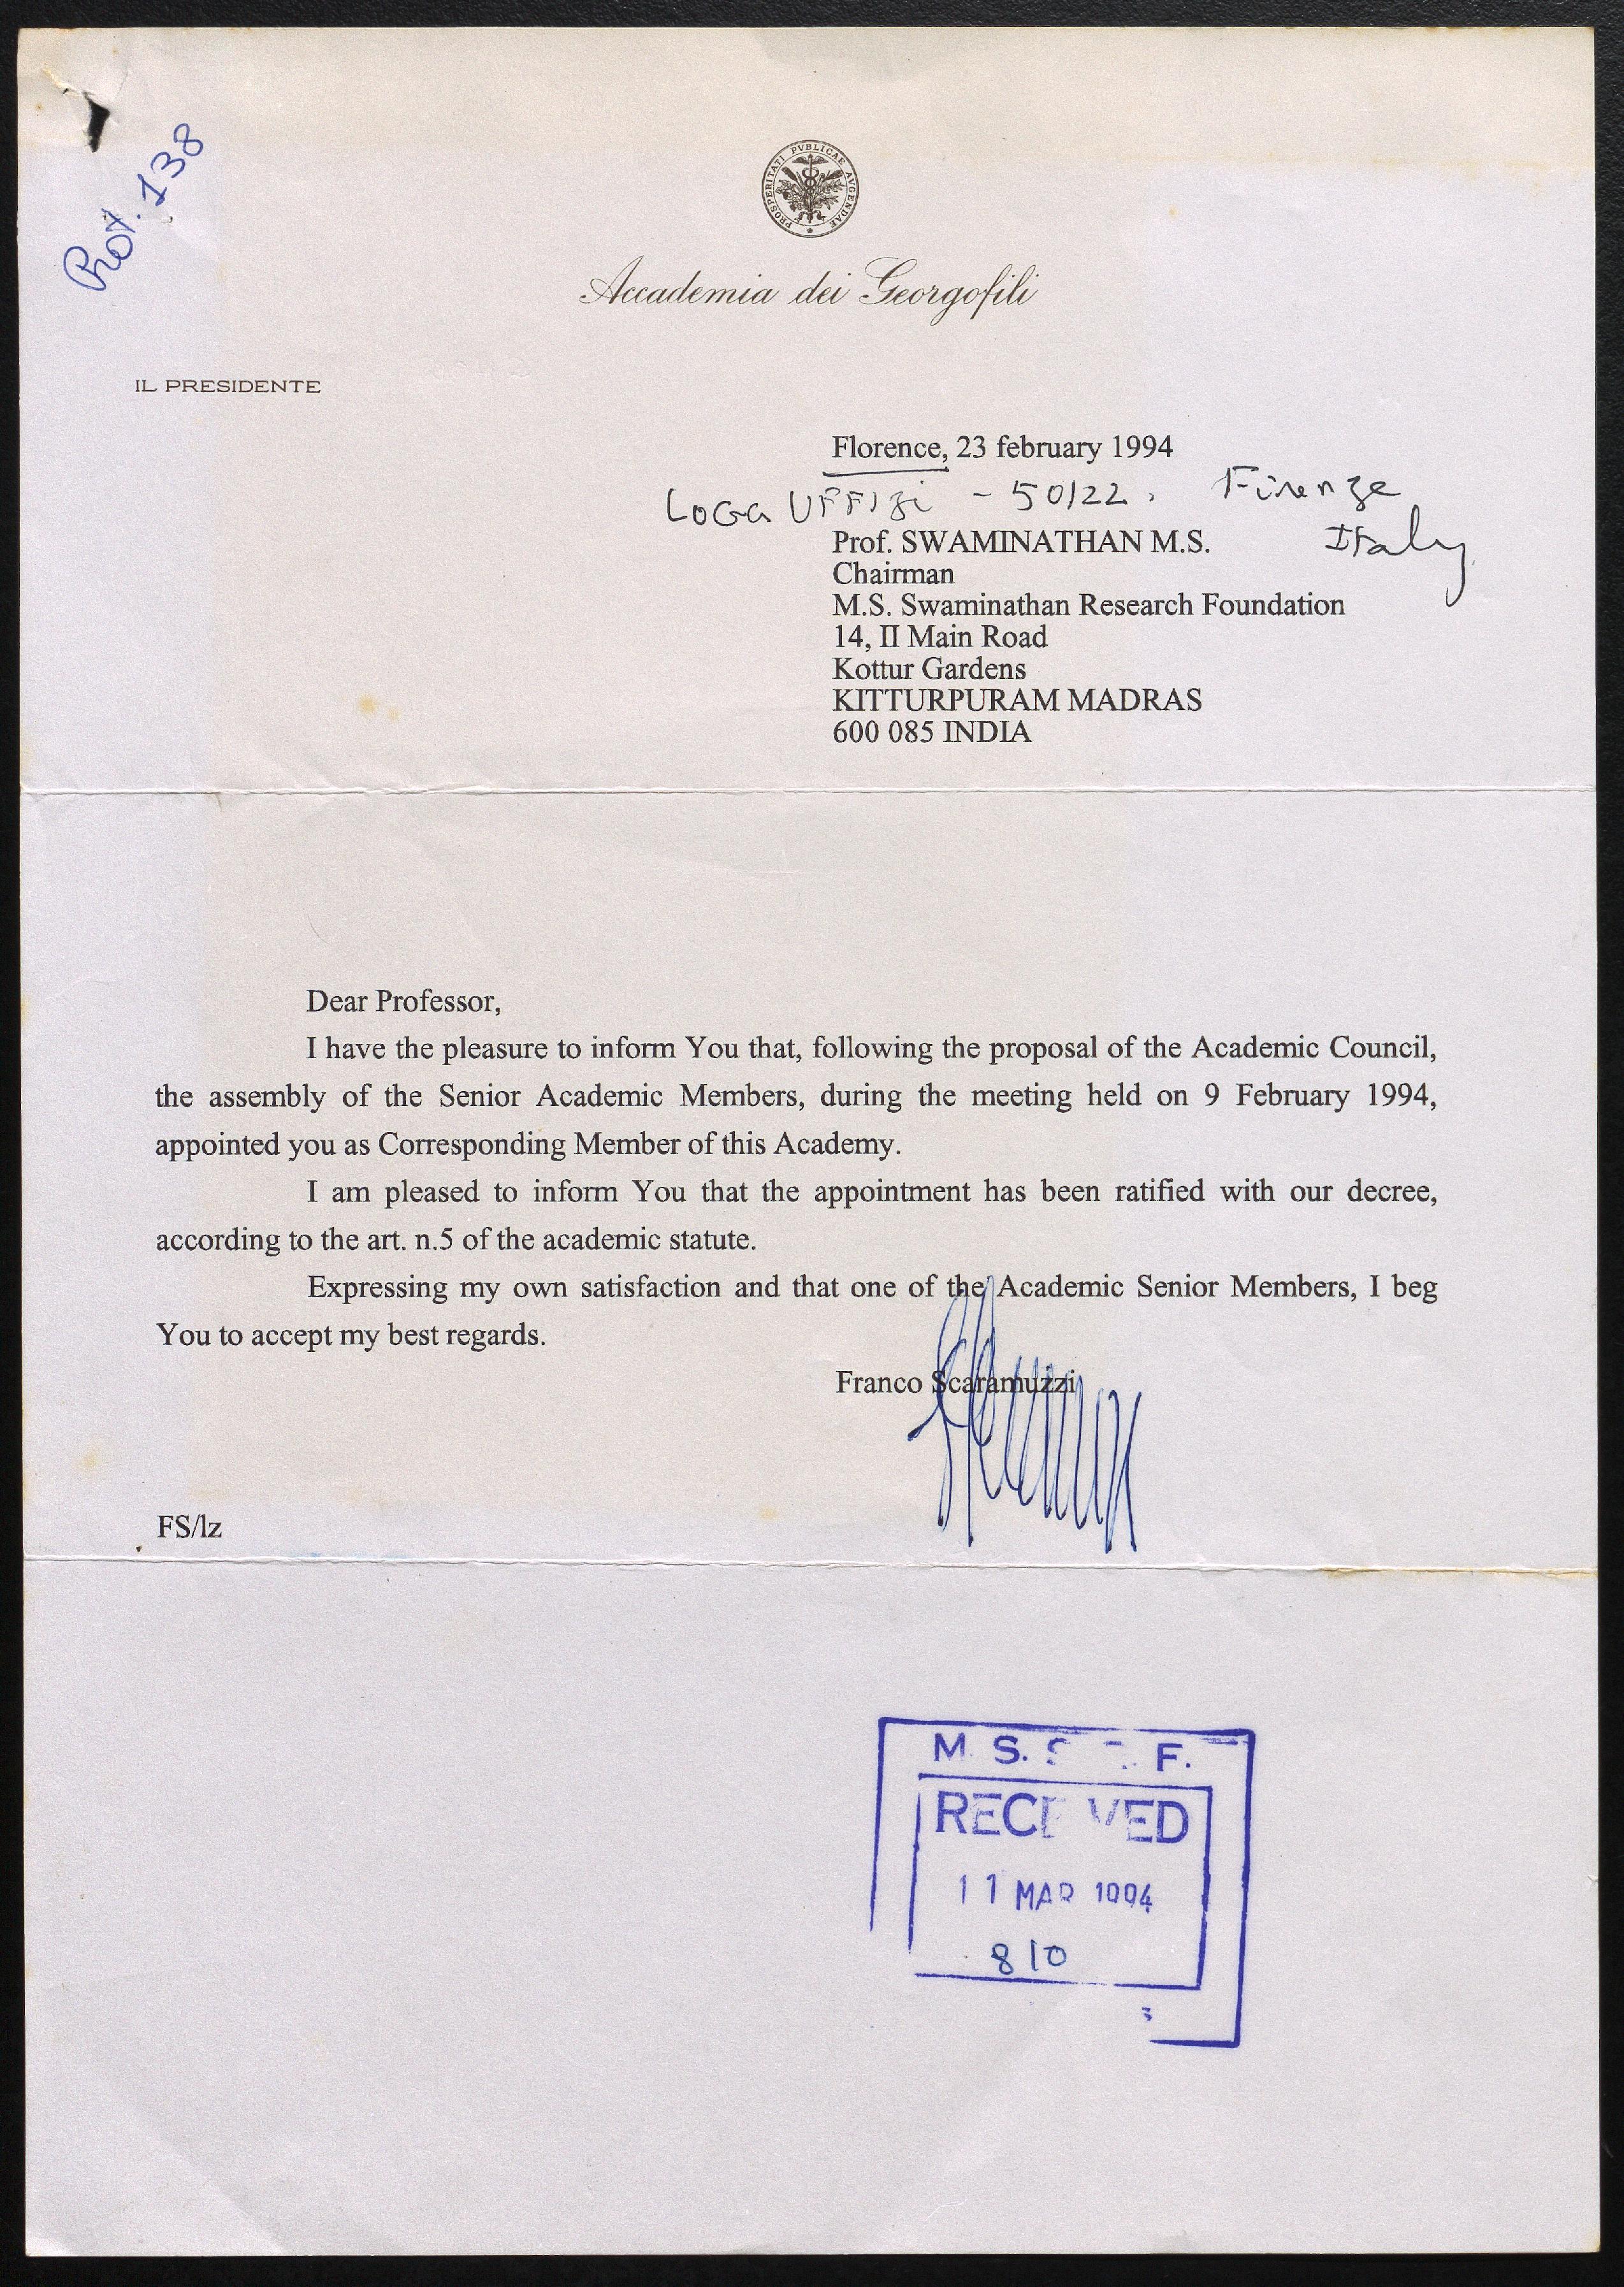 Prot. 138
PROSPERITATI PVBLICAE AVGENDAE
Accademia dei Georgofili
IL PRESIDENTE
Florence, 23 february 1994
LOGG UFFIZI - 50122. Firenze
Italy
Prof. SWAMINATHAN M.S.
Chairman
M.S. Swaminathan Research Foundation
14, II Main Road
Kottur Gardens
KITTURPURAM MADRAS
600 085 INDIA
Dear Professor,
I have the pleasure to inform You that, following the proposal of the Academic Council,
the assembly of the Senior Academic Members, during the meeting held on 9 February 1994,
appointed you as Corresponding Member of this Academy.
I am pleased to inform You that the appointment has been ratified with our decree,
according to the art. n.5 of the academic statute.
Expressing my own satisfaction and that one of the Academic Senior Members, I beg
You to accept my best regards.
Franco Scaramuzzi
FS/lz
M. S. F.
RECEIVED
11 MAR 1994
810